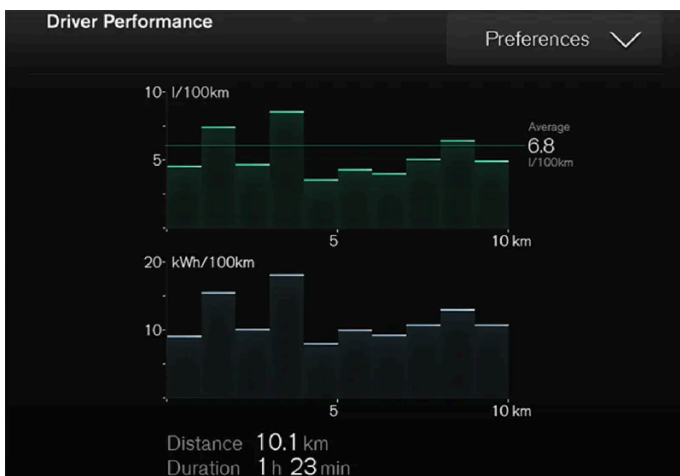 Driver Performance
Preferences
10- l/100km
Average
6.8
l/100km
5-
5 10 km
20- kWh/100km
10-
5 10 km
Distance 10.1 km
Duration 1 h 23 min